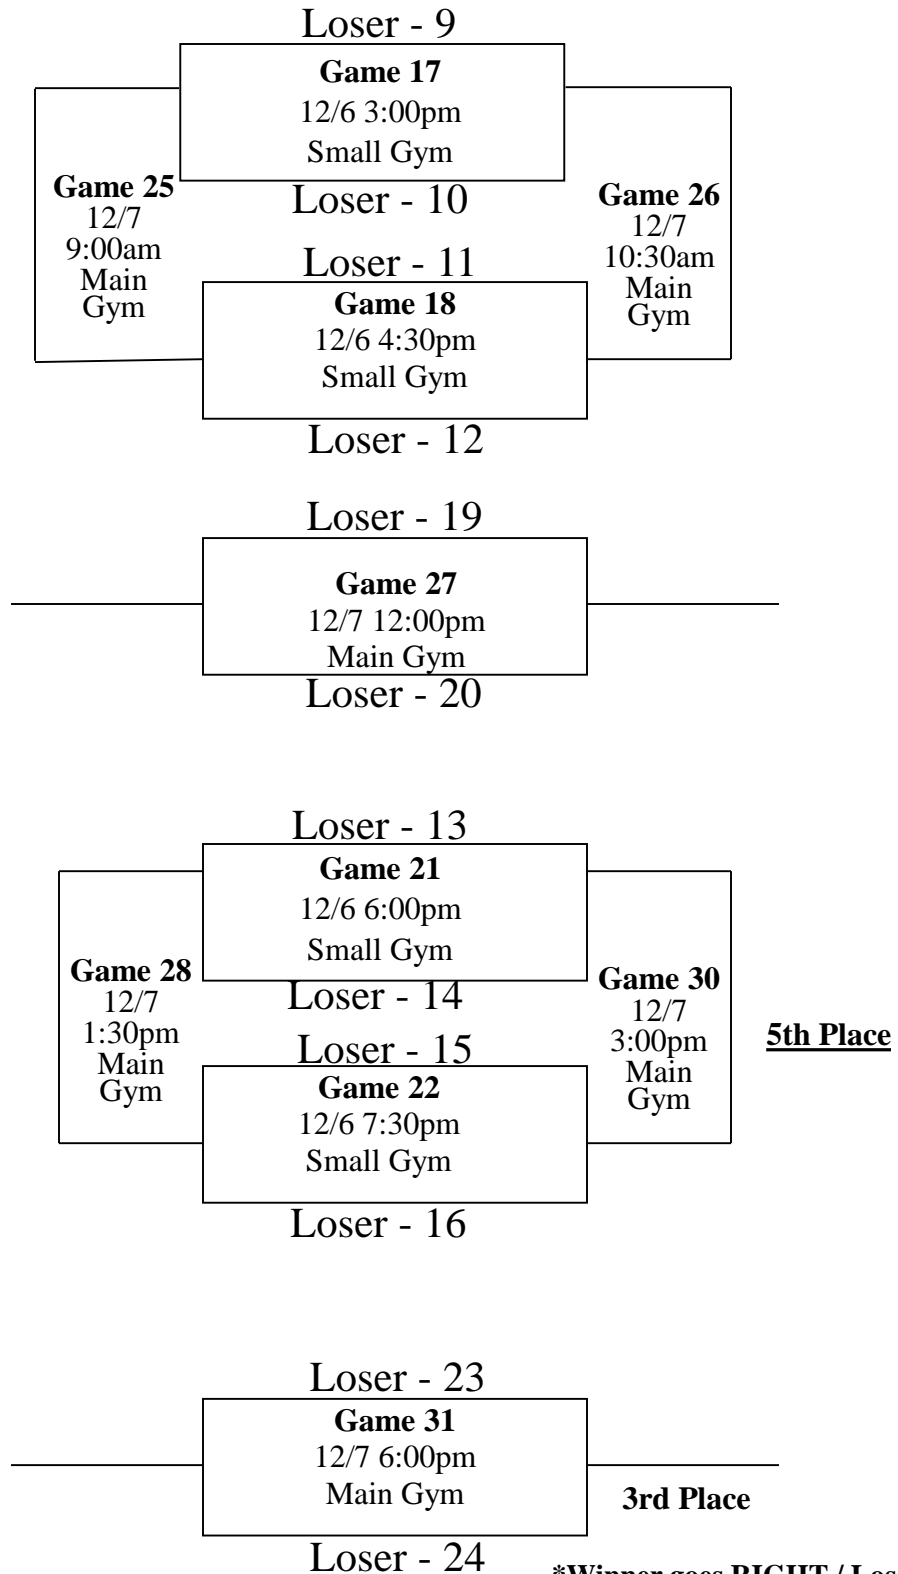 Loser - 9
Game 17
12/6 3:00pm
Small Gym
Loser - 10
Game 25
12/7
9:00am
Main
Gym
Game 26
12/7
10:30am
Main
Gym
Loser - 11
Game 18
12/6 4:30pm
Small Gym
Loser - 12
Loser - 19
Game 27
12/7 12:00pm
Main Gym
Loser - 20
Loser - 13
Game 21
12/6 6:00pm
Small Gym
Loser - 14
Game 28
12/7
1:30pm
Main
Gym
Game 30
12/7
3:00pm
Main
Gym
5th Place
Loser - 15
Game 22
12/6 7:30pm
Small Gym
Loser - 16
Loser - 23
Game 31
12/7 6:00pm
Main Gym
3rd Place
Loser - 24
*Winner goes RIGHT / Los